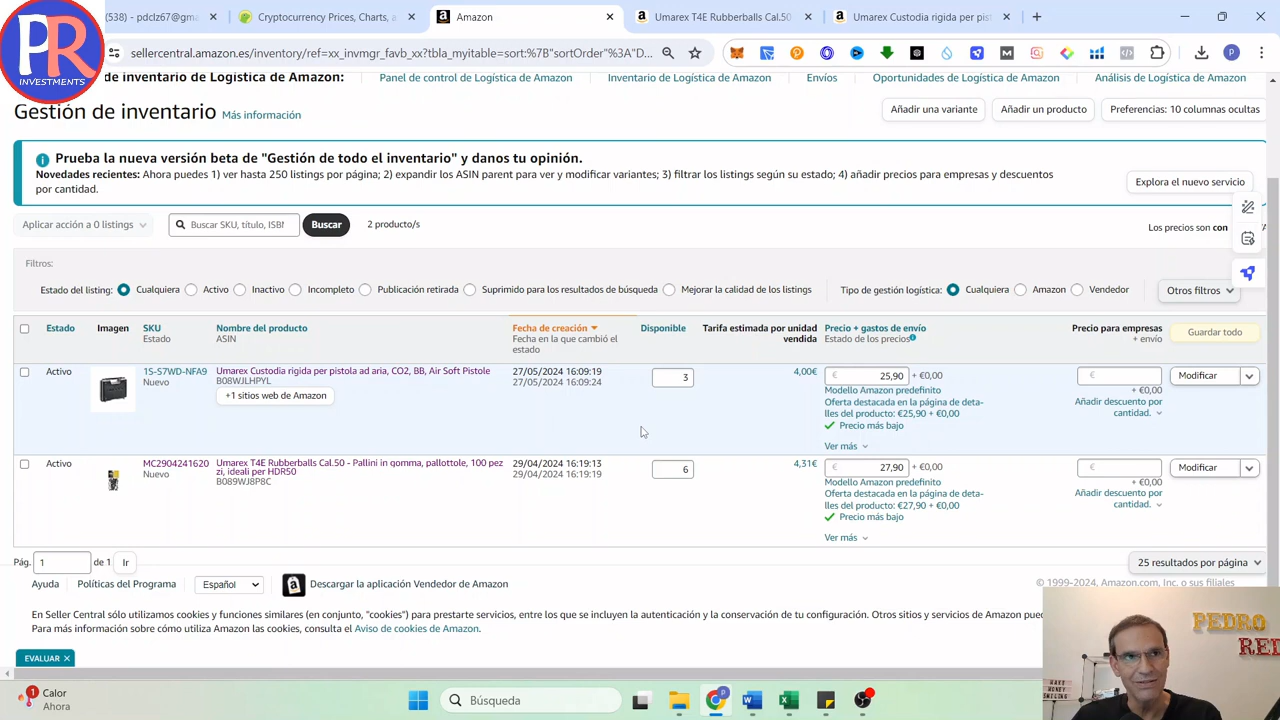 (538) - pdclz67@gm
Cryptocurrency Prices, Charts, a
Amazon
Umarex T4E Rubberballs Cal.50
Umarex Custodia rigida per pist
PR
INVESTMENTS
sellercentral.amazon.es/inventory/ref=xx_invmgr_favb_xx?tbla_myitable=sort:%7B"sortOrder"%3A"D...
de inventario de Logística de Amazon:
Panel de control de Logística de Amazon
Inventario de Logística de Amazon
Envíos
Oportunidades de Logística de Amazon
Análisis de Logística de Amazon
Gestión de inventario Más información
Añadir una variante
Añadir un producto
Preferencias: 10 columnas ocultas
Prueba la nueva versión beta de "Gestión de todo el inventario" y danos tu opinión.
Novedades recientes: Ahora puedes 1) ver hasta 250 listings por página; 2) expandir los ASIN parent para ver y modificar variantes; 3) filtrar los listings según su estado; 4) añadir precios para empresas y descuentos
por cantidad.
Explora el nuevo servicio
Aplicar acción a 0 listings
Buscar SKU, título, ISBN
Buscar
2 producto/s
Los precios son con
Filtros:
Estado del listing: Cualquiera Activo Inactivo Incompleto Publicación retirada Suprimido para los resultados de búsqueda Mejorar la calidad de los listings
Tipo de gestión logística: Cualquiera Amazon Vendedor
Otros filtros
Estado
Imagen
SKU
Estado
Nombre del producto
ASIN
Fecha de creación
Fecha en la que cambió el
estado
Disponible
Tarifa estimada por unidad
vendida
Precio + gastos de envío
Estado de los precios
Precio para empresas
+ envío
Guardar todo
Activo
1S-S7WD-NFA9
Nuevo
Umarex Custodia rigida per pistola ad aria, CO2, BB, Air Soft Pistole
B08WJLHPYL
+1 sitios web de Amazon
27/05/2024 16:09:19
27/05/2024 16:09:24
3
4,00€
€ 25,90 + €0,00
Modello Amazon predefinito
Oferta destacada en la página de deta-
lles del producto: €25,90 + €0,00
Precio más bajo
Ver más
€
+ €0,00
Añadir descuento por
cantidad.
Modificar
Activo
MC2904241620
Nuevo
Umarex T4E Rubberballs Cal.50 - Pallini in gomma, pallottole, 100 pez
zi, ideali per HDR50
B089WJ8P8C
29/04/2024 16:19:13
29/04/2024 16:19:19
6
4,31€
€ 27,90 + €0,00
Modello Amazon predefinito
Oferta destacada en la página de deta-
lles del producto: €27,90 + €0,00
Precio más bajo
Ver más
€
+ €0,00
Añadir descuento por
cantidad.
Modificar
Pág. 1 de 1 Ir
25 resultados por página
Ayuda
Políticas del Programa
Español
Descargar la aplicación Vendedor de Amazon
© 1999-2024, Amazon.com, Inc. o sus filiales
En Seller Central sólo utilizamos cookies y funciones similares (en conjunto, "cookies") para prestarte servicios, entre los que se incluyen la autenticación y la conservación de tu configuración. Otros sitios y servicios de Amazon pue
Para más información sobre cómo utiliza Amazon las cookies, consulta el Aviso de cookies de Amazon.
EVALUAR
PEDRO
RED
MAKE
MONEY
SMILING
1
Calor
Ahora
Búsqueda